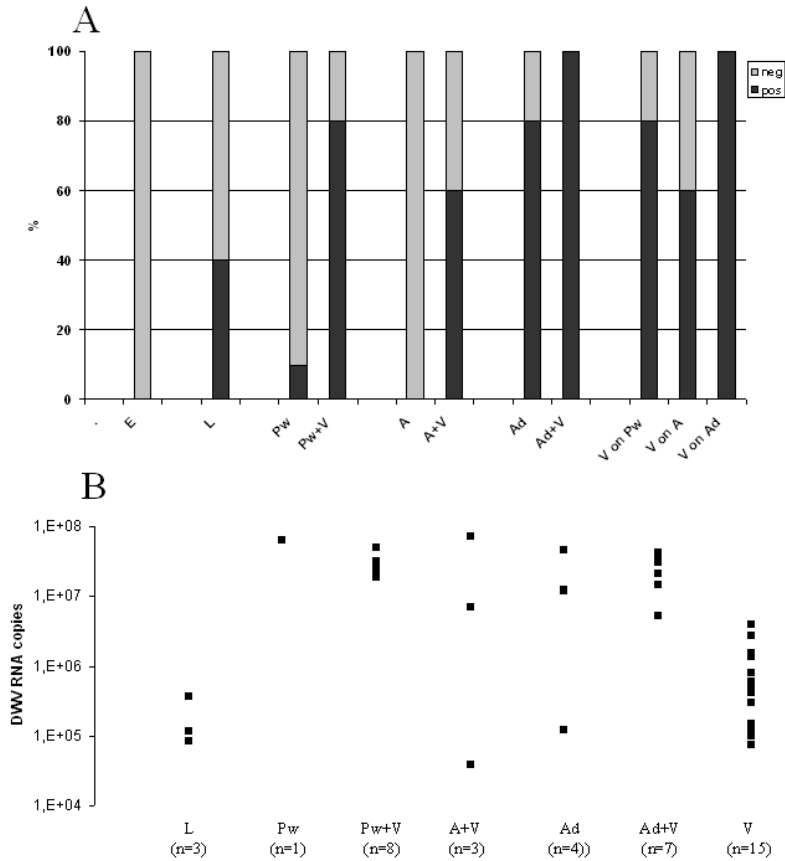 A
100
80
60
40
20
0
%
neg
pos
. E L Pw Pw+V A A+V Ad Ad+V V on Pw V on A V on Ad
B
1,E+08
1,E+07
1,E+06
1,E+05
1,E+04
DWV RNA copies
L Pw Pw+V A+V Ad Ad+V V
(n=3) (n=1) (n=8) (n=3) (n=4)) (n=7) (n=15)